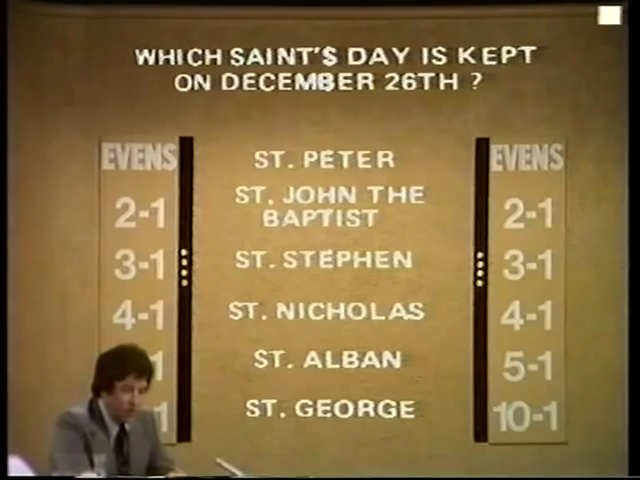 WHICH SAINT'S DAY IS KEPT
ON DECEMBER 26TH ?
EVENS ST. PETER EVENS
2-1 ST. JOHN THE BAPTIST 2-1
3-1 ST. STEPHEN 3-1
4-1 ST. NICHOLAS 4-1
1 ST. ALBAN 5-1
1 ST. GEORGE 10-1